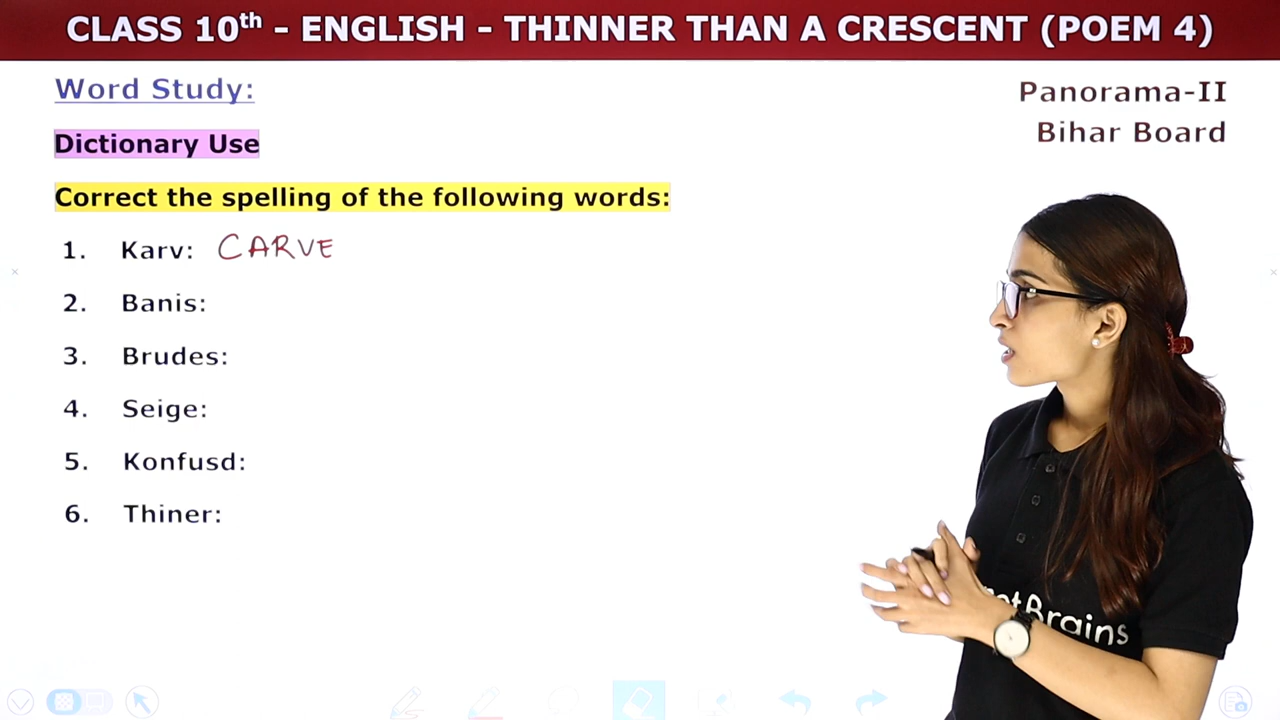 CLASS 10th - ENGLISH - THINNER THAN A CRESCENT (POEM 4)
Word Study:
Panorama-II
Bihar Board
Dictionary Use
Correct the spelling of the following words:
1. Karv: CARVE
2. Banis:
3. Brudes:
4. Seige:
5. Konfusd:
6. Thiner:
Brains